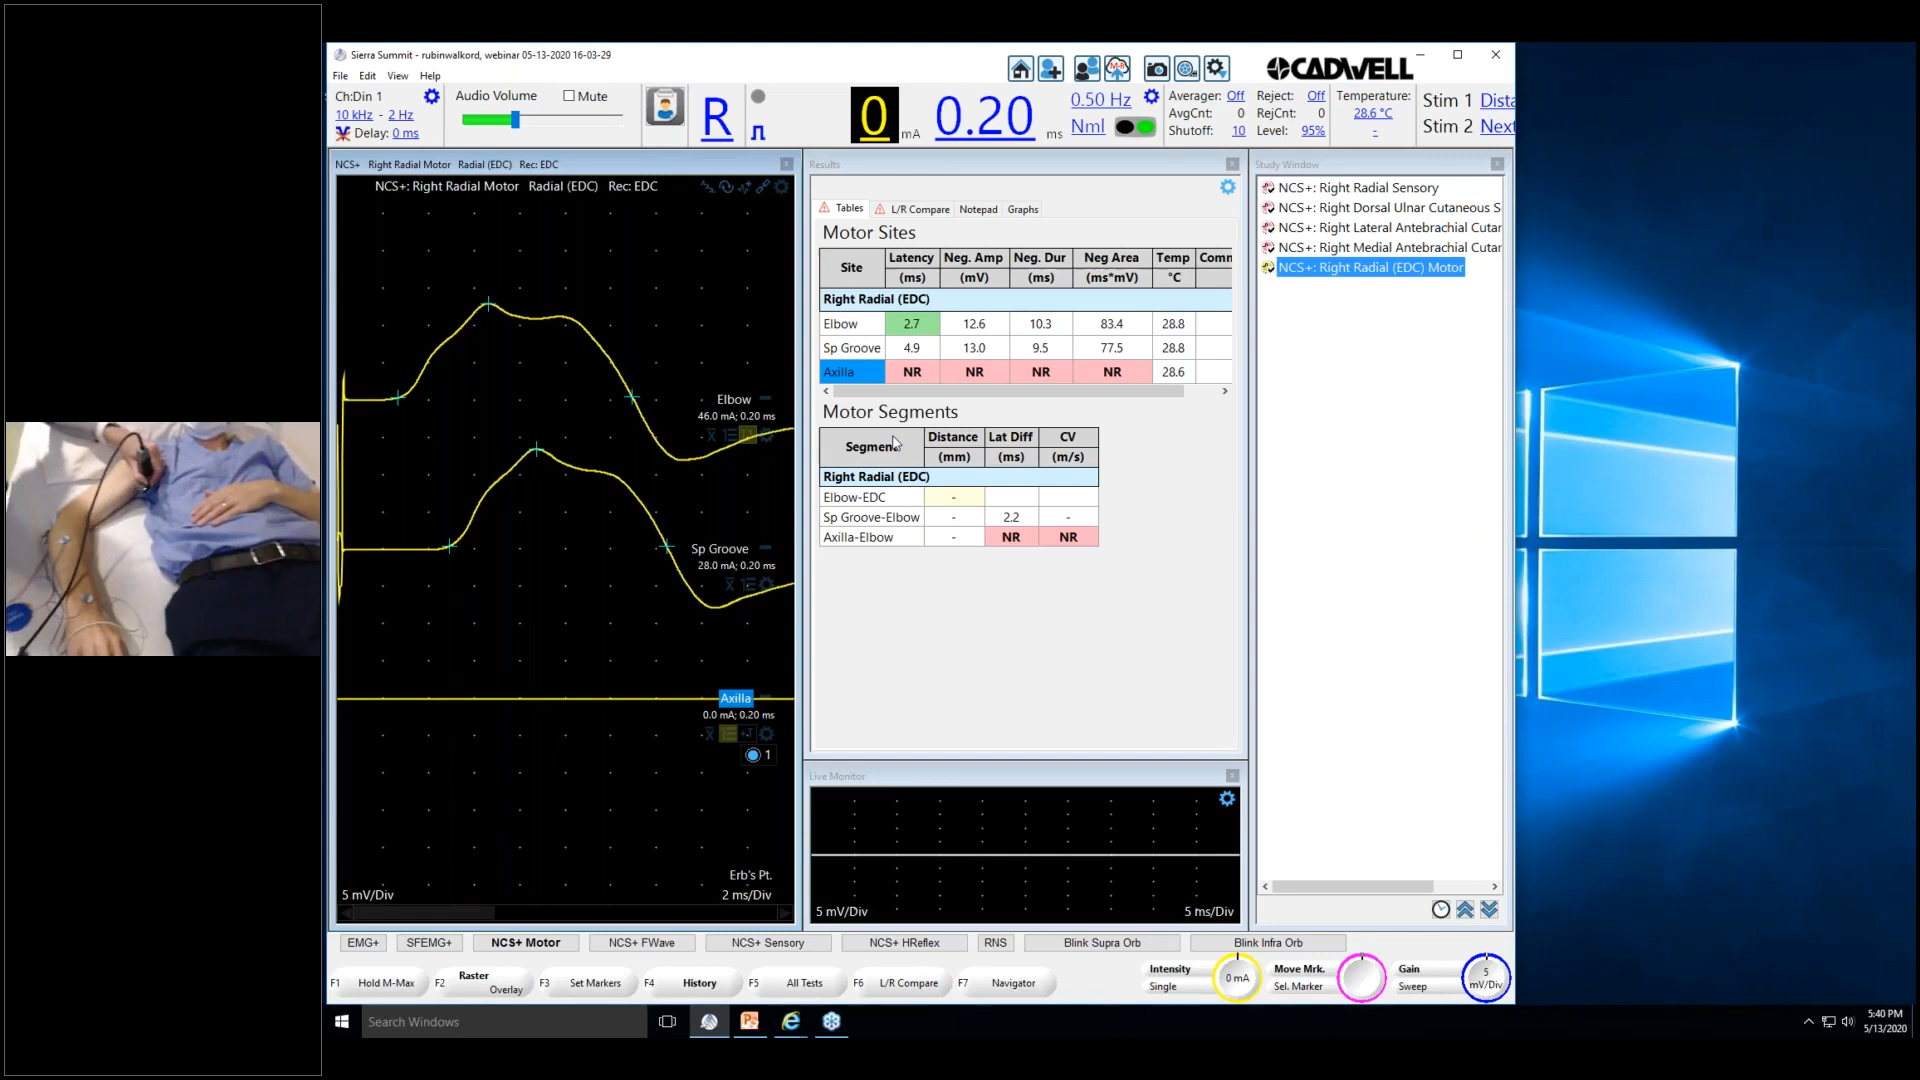 Sierra Summit - rubinwalkord, webinar 05-13-2020 16-03-29
File Edit View Help
CADWELL
Ch:Din 1
10 kHz - 2 Hz
Delay: 0 ms
Audio Volume
Mute
R
0 mA
0.20 ms
0.50 Hz
Nml
Averager: Off
AvgCnt: 0
Shutoff: 10
Reject: Off
RejCnt: 0
Level: 95%
Temperature:
28.6 °C
-
Stim 1 Dista
Stim 2 Next
NCS+ Right Radial Motor Radial (EDC) Rec: EDC
NCS+: Right Radial Motor Radial (EDC) Rec: EDC
Elbow
46.0 mA; 0.20 ms
Sp Groove
28.0 mA; 0.20 ms
Axilla
0.0 mA; 0.20 ms
1
Erb's Pt.
5 mV/Div 2 ms/Div
Results
Tables L/R Compare Notepad Graphs
Motor Sites
Site Latency Neg. Amp Neg. Dur Neg Area Temp Comm
(ms) (mV) (ms) (ms*mV) °C
Right Radial (EDC)
Elbow 2.7 12.6 10.3 83.4 28.8
Sp Groove 4.9 13.0 9.5 77.5 28.8
Axilla NR NR NR NR 28.6
Motor Segments
Segment Distance Lat Diff CV
(mm) (ms) (m/s)
Right Radial (EDC)
Elbow-EDC -
Sp Groove-Elbow - 2.2 -
Axilla-Elbow - NR NR
Live Monitor
5 mV/Div 5 ms/Div
Study Window
NCS+: Right Radial Sensory
NCS+: Right Dorsal Ulnar Cutaneous S
NCS+: Right Lateral Antebrachial Cutar
NCS+: Right Medial Antebrachial Cutar
NCS+: Right Radial (EDC) Motor
EMG+ SFEMG+ NCS+ Motor NCS+ FWave NCS+ Sensory NCS+ HReflex RNS Blink Supra Orb Blink Infra Orb
F1 Hold M-Max F2 Raster Overlay F3 Set Markers F4 History F5 All Tests F6 L/R Compare F7 Navigator
Intensity
Single
0 mA
Move Mrk.
Sel. Marker
Gain
Sweep
5
mV/Div
Search Windows
5:40 PM
5/13/2020